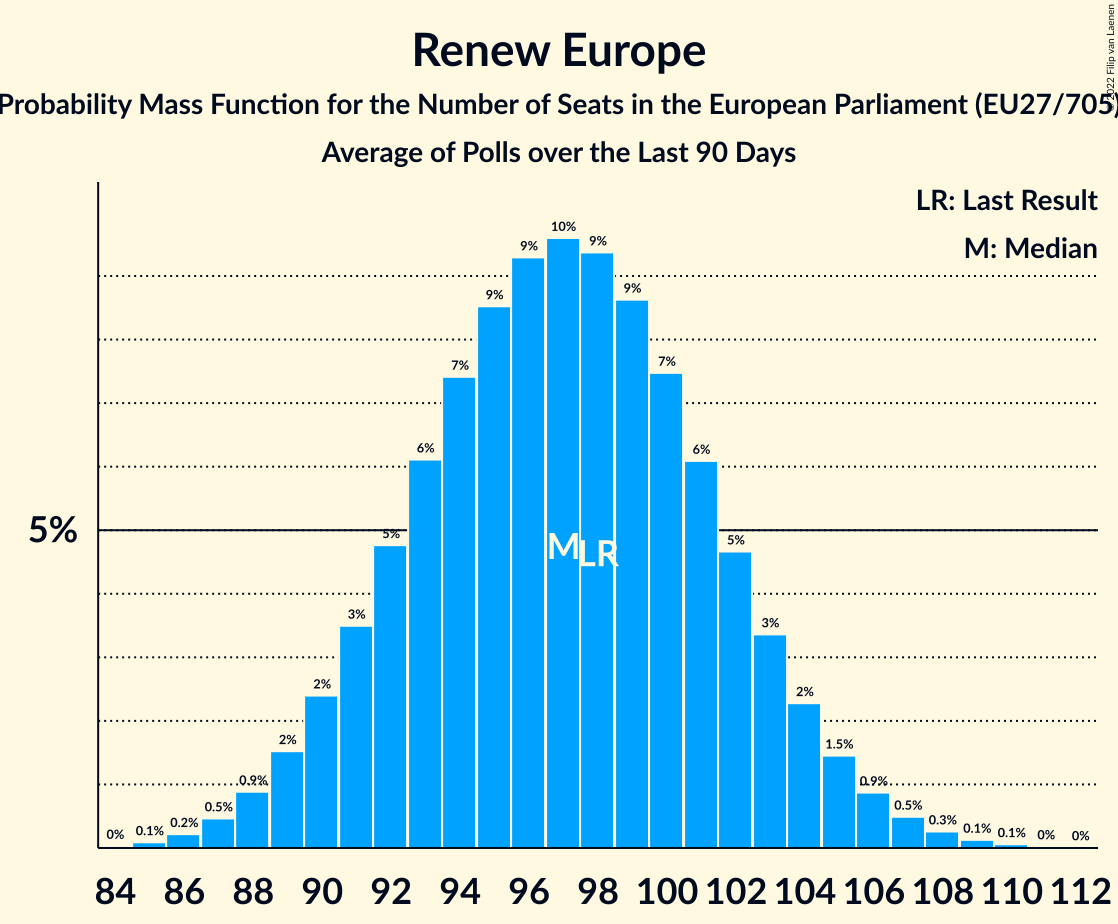 Renew Europe
Probability Mass Function for the Number of Seats in the European Parliament (EU27/705)
Average of Polls over the Last 90 Days
© 2022 Filip van Laenen
LR: Last Result
M: Median
5%
0% 0.1% 0.2% 0.5% 0.9% 2% 2% 3% 5% 6% 7% 9% 9% 10% 9% 9% 7% 6% 5% 3% 2% 1.5% 0.9% 0.5% 0.3% 0.1% 0.1% 0% 0%
M LR
84 86 88 90 92 94 96 98 100 102 104 106 108 110 112